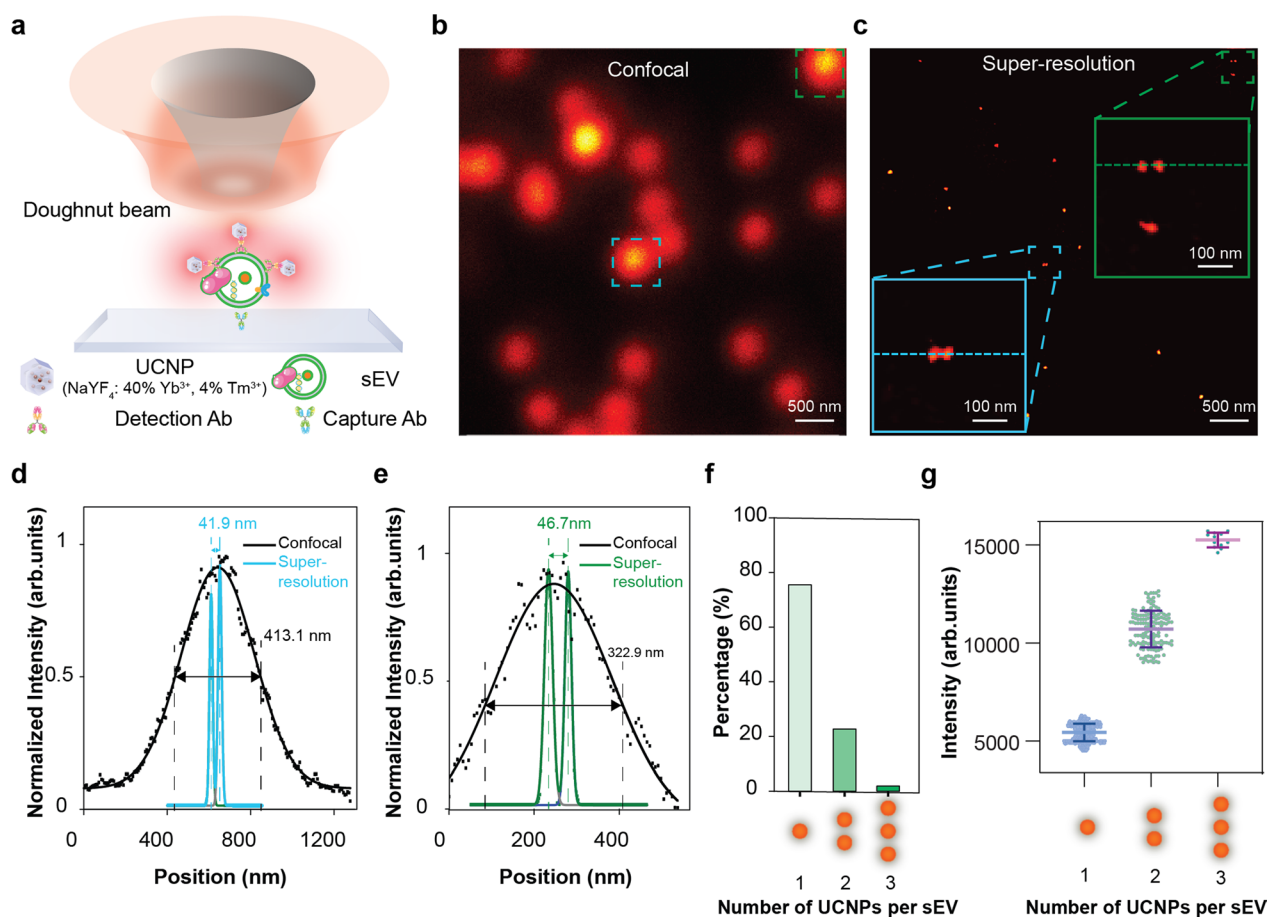 a
Doughnut beam
UCNP
(NaYF₄: 40% Yb³⁺, 4% Tm³⁺)
sEV
Detection Ab
Capture Ab
b
Confocal
500 nm
c
Super-resolution
100 nm
100 nm
500 nm
d
Normalized Intensity (arb.units)
1
0.5
0
41.9 nm
Confocal
Super-
resolution
413.1 nm
0
400
800
1200
Position (nm)
e
Normalized Intensity (arb.units)
1
0.5
0
46.7nm
Confocal
Super-
resolution
322.9 nm
0
200
400
Position (nm)
f
Percentage (%)
100
80
60
40
20
0
1 2 3
Number of UCNPs per sEV
g
Intensity (arb.units)
15000
10000
5000
1 2 3
Number of UCNPs per sEV